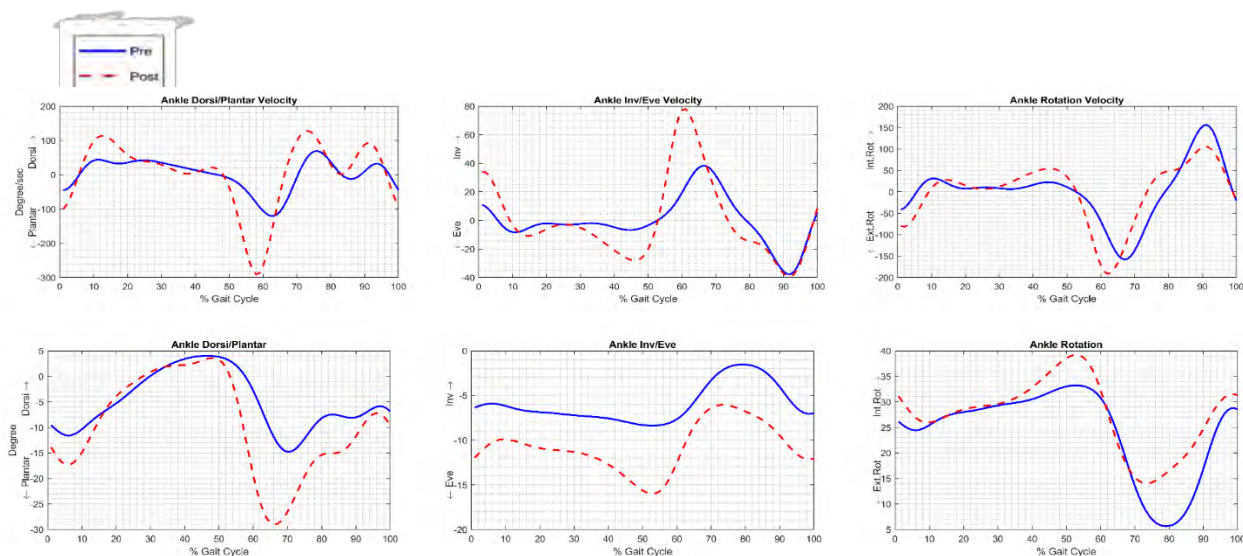 Pre
Post
Ankle Dorsi/Plantar Velocity
200
100
0
-100
-200
-300
Degree/sec
Plantar Dorsi →
0 10 20 30 40 50 60 70 80 90 100
% Gait Cycle
Ankle Inv/Eve Velocity
80
60
40
20
0
-20
-40
← Eve Inv →
0 10 20 30 40 50 60 70 80 90 100
% Gait Cycle
Ankle Rotation Velocity
200
150
100
50
0
-50
-100
-150
-200
← Ext.Rot Int.Rot →
0 10 20 30 40 50 60 70 80 90 100
% Gait Cycle
Ankle Dorsi/Plantar
5
0
-5
-10
-15
-20
-25
-30
Degree
← Plantar Dorsi →
0 10 20 30 40 50 60 70 80 90 100
% Gait Cycle
Ankle Inv/Eve
0
-5
-10
-15
-20
← Eve Inv →
0 10 20 30 40 50 60 70 80 90 100
% Gait Cycle
Ankle Rotation
40
35
30
25
20
15
10
5
← Ext.Rot Int.Rot →
0 10 20 30 40 50 60 70 80 90 100
% Gait Cycle